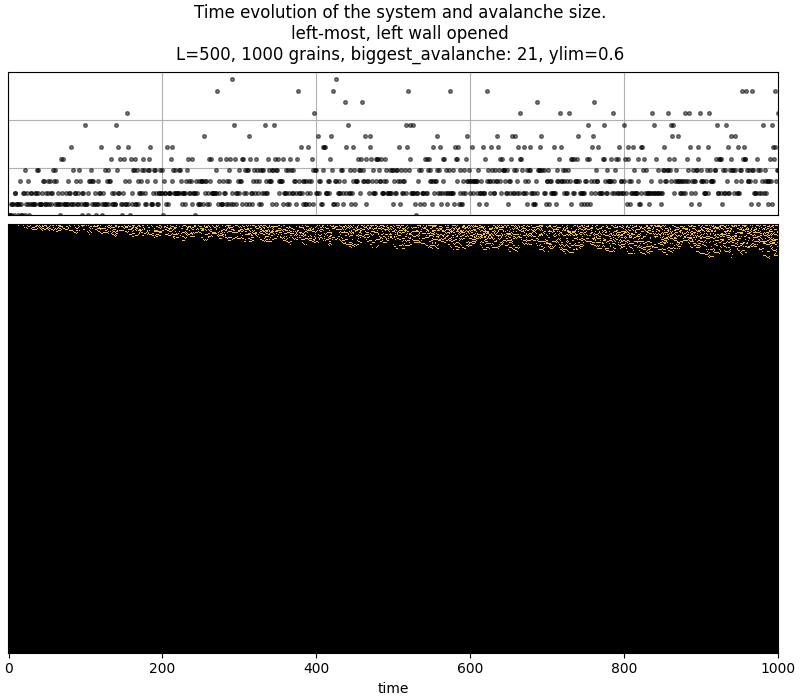 Time evolution of the system and avalanche size.
left-most, left wall opened
L=500, 1000 grains, biggest_avalanche: 21, ylim=0.6
0 200 400 600 800 1000
time